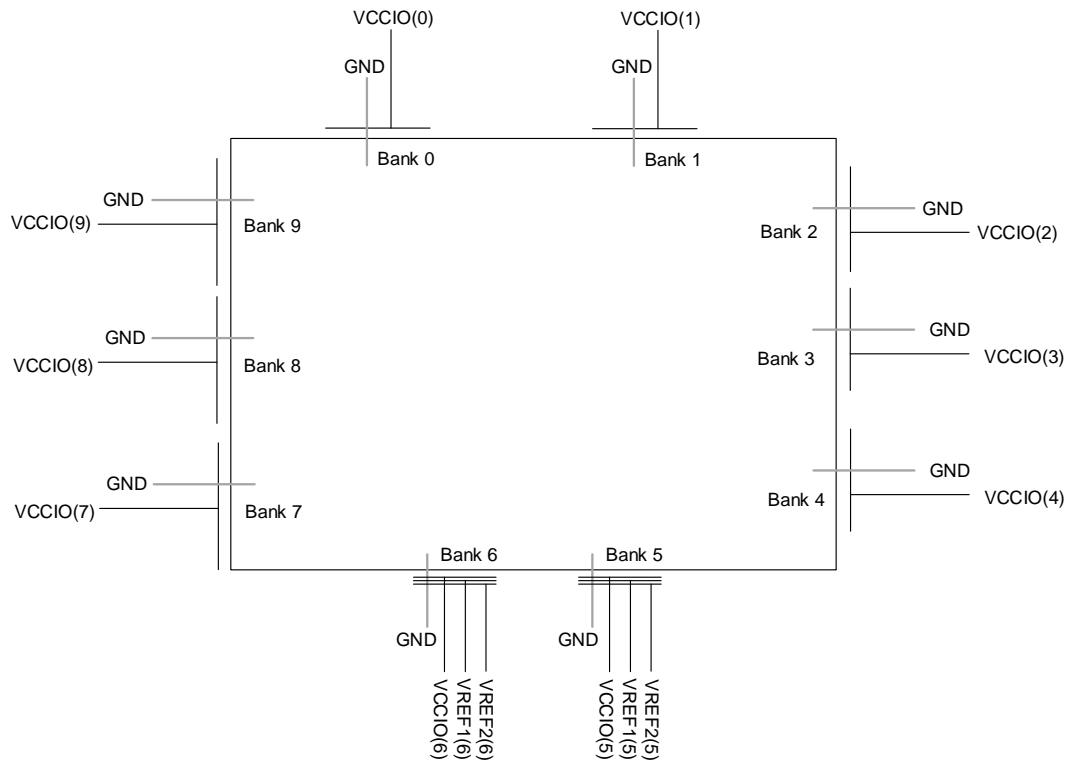 VCCIO(0)
VCCIO(1)
GND
GND
Bank 0
Bank 1
GND
VCCIO(9)
Bank 9
GND
Bank 2
VCCIO(2)
GND
VCCIO(8)
Bank 8
GND
Bank 3
VCCIO(3)
GND
VCCIO(7)
Bank 7
GND
Bank 4
VCCIO(4)
Bank 6
Bank 5
GND
GND
VCCIO(6)
VREF1(6)
VREF2(6)
VCCIO(5)
VREF1(5)
VREF2(5)